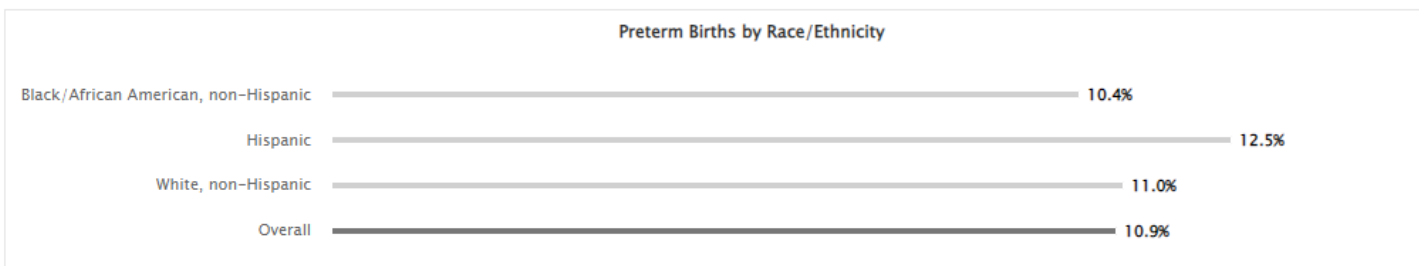 Preterm Births by Race/Ethnicity
Black/African American, non-Hispanic 10.4%
Hispanic 12.5%
White, non-Hispanic 11.0%
Overall 10.9%